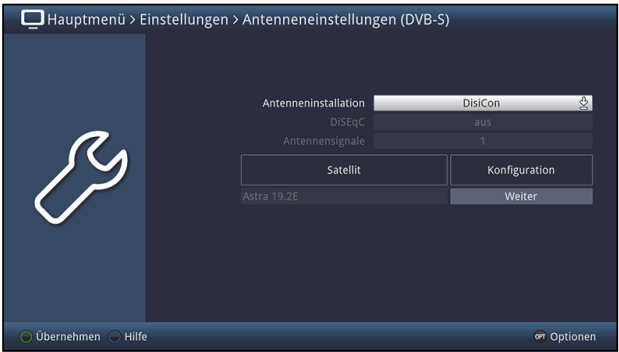 Hauptmenü > Einstellungen > Antenneneinstellungen (DVB-S)
Antenneninstallation DisiCon
DiSEqC aus
Antennensignale 1
Satellit Konfiguration
Astra 19.2E Weiter
Übernehmen Hilfe OPT Optionen